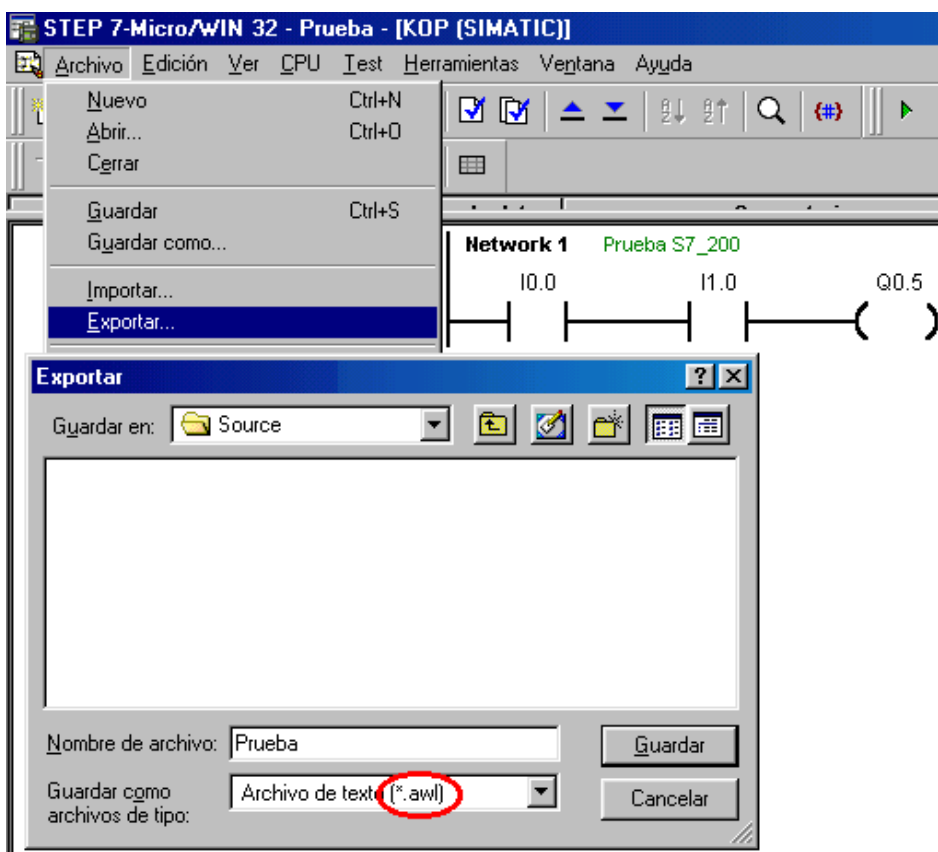 STEP 7-Micro/WIN 32 - Prueba - [KOP (SIMATIC)]
Archivo Edición Ver CPU Test Herramientas Ventana Ayuda
Nuevo Ctrl+N
Abrir... Ctrl+O
Cerrar
Guardar Ctrl+S
Guardar como...
Importar...
Exportar...
Network 1 Prueba S7_200
I0.0 I1.0 Q0.5
Exportar
Guardar en: Source
Nombre de archivo: Prueba
Guardar
Guardar como
archivos de tipo:
Archivo de texto (*.awl)
Cancelar